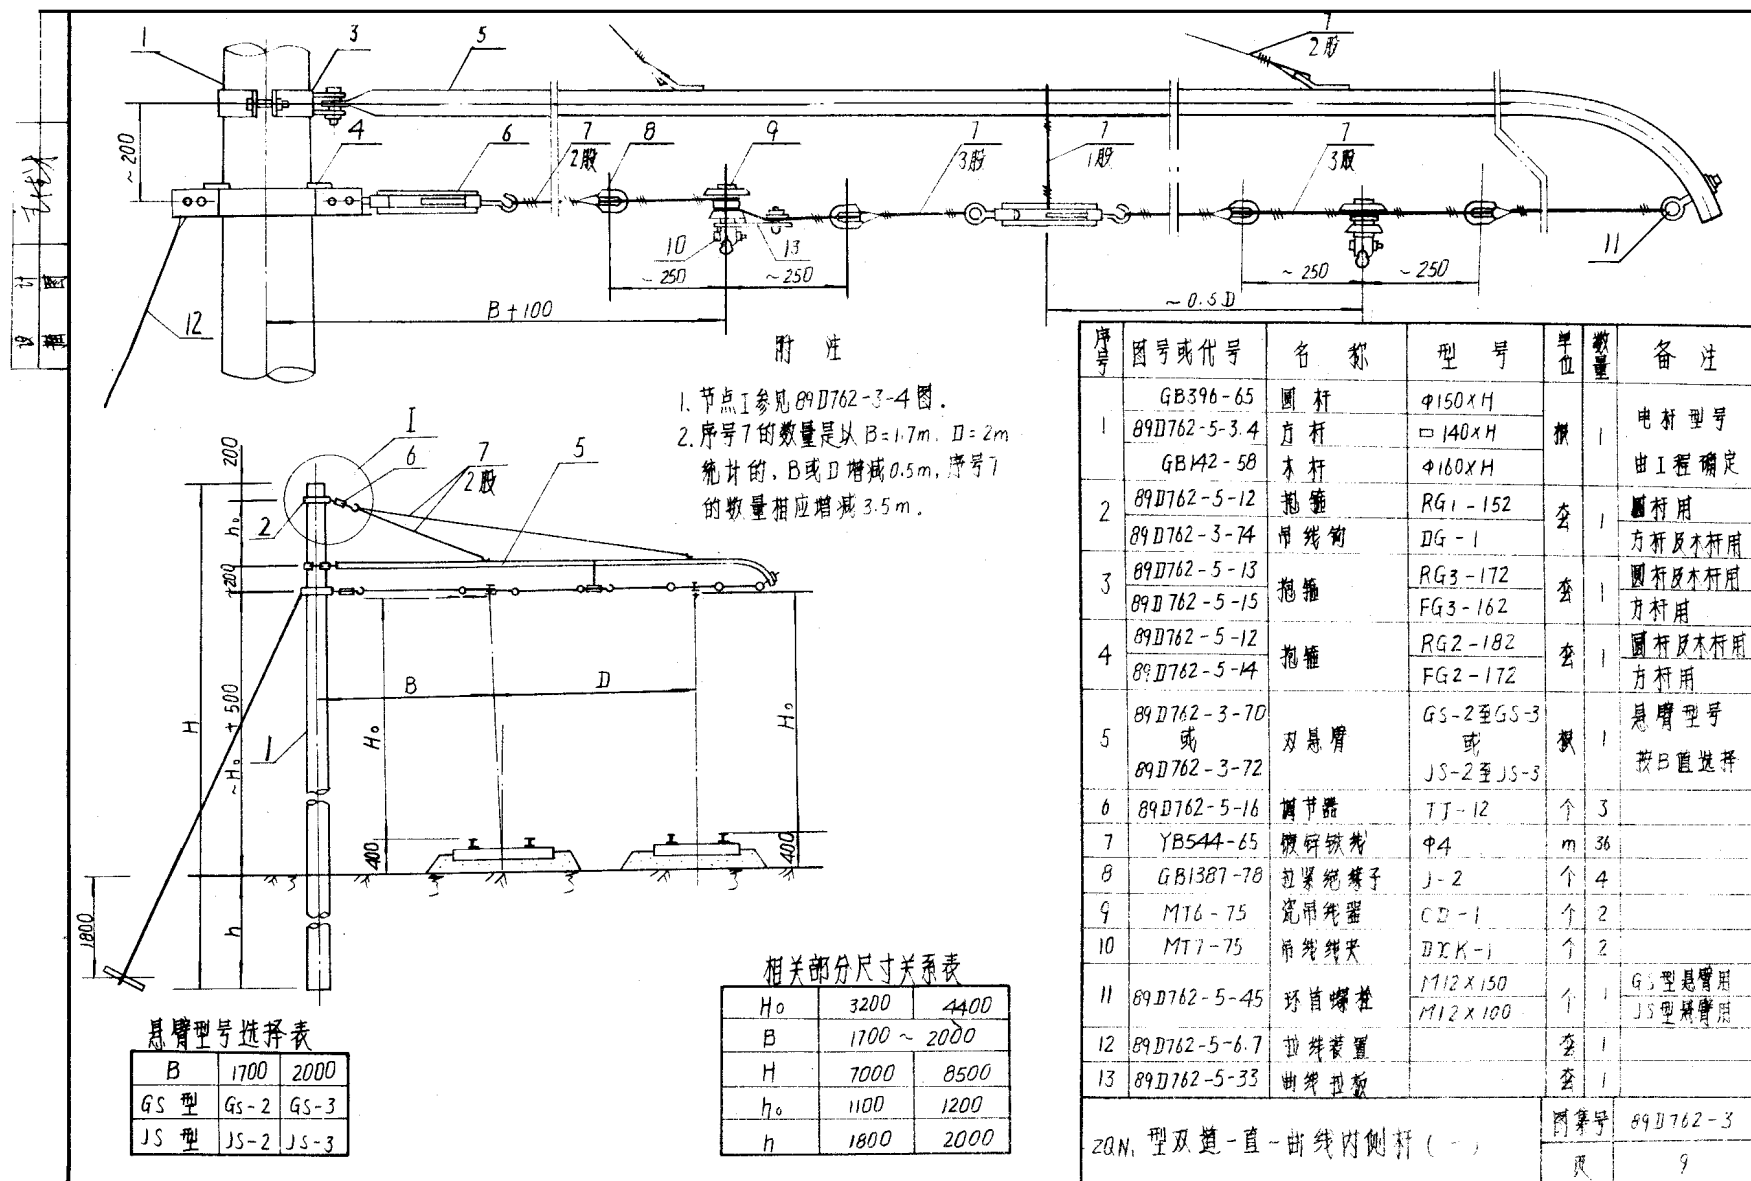 1
3
5
7
2股
~200
4
6
7
2股
8
9
7
3股
7
1股
7
3股
10
13
11
~250
~250
~250
~250
12
B+100
~0.5D
附 注
1. 节点I参见89D762-3-4图.
2. 序号7的数量是以B=1.7m. D=2m
统计的, B或D增减0.5m, 序号7
的数量相应增减3.5m.
I
200
6
7
2股
5
h₀
2
5
200
B
D
H
~H₀+500
1
H₀
H₀
400
400
1800
h
悬臂型号选择表
B 1700 2000
GS 型 GS-2 GS-3
JS 型 JS-2 JS-3
相关部分尺寸关系表
H₀ 3200 4400
B 1700 ~ 2000
H 7000 8500
h₀ 1100 1200
h 1800 2000
序号 图号或代号 名 称 型 号 单位 数量 备 注
1 GB396-65 圆杆 φ150×H 根 1 电杆型号
89D762-5-3.4 方杆 □140×H
GB142-58 木杆 φ160×H 由工程确定
2 89D762-5-12 抱箍 RG1-152 套 1 圆杆用
89D762-3-74 吊线钩 DG-1 方杆及木杆用
3 89D762-5-13 抱箍 RG3-172 套 1 圆杆及木杆用
89D762-5-15 FG3-162 方杆用
4 89D762-5-12 抱箍 RG2-182 套 1 圆杆及木杆用
89D762-5-14 FG2-172 方杆用
5 89D762-3-70 双悬臂 GS-2至GS-3 根 1 悬臂型号
或 或
89D762-3-72 JS-2至JS-3 按B值选择
6 89D762-5-16 调节器 TJ-12 个 3
7 YB544-65 镀锌铁线 φ4 m 36
8 GB1387-78 拉紧绝缘子 J-2 个 4
9 MT6-75 瓷吊线器 CD-1 个 2
10 MT7-75 吊线线夹 DXK-1 个 2
11 89D762-5-45 环首螺栓 M12×150 个 1 GS型悬臂用
M12×100 JS型悬臂用
12 89D762-5-6.7 拉线装置 套 1
13 89D762-5-33 曲线拉板 套 1
2QN₁型双道-直-曲线内侧杆(一)
图集号 89D762-3
页 9
设 计
描 图